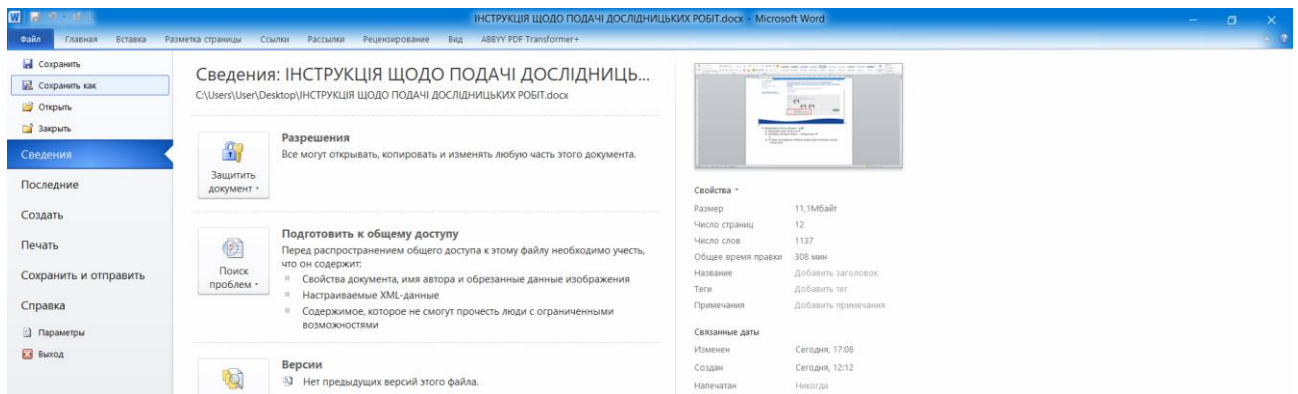 ІНСТРУКЦІЯ ЩОДО ПОДАЧІ ДОСЛІДНИЦЬКИХ РОБІТ.docx - Microsoft Word
Файл Главная Вставка Разметка страницы Ссылки Рассылки Рецензирование Вид ABBYY PDF Transformer+
Сохранить
Сохранить как
Открыть
Закрыть
Сведения
Последние
Создать
Печать
Сохранить и отправить
Справка
Параметры
Выход
Сведения: ІНСТРУКЦІЯ ЩОДО ПОДАЧІ ДОСЛІДНИЦЬ...
C:\Users\User\Desktop\ІНСТРУКЦІЯ ЩОДО ПОДАЧІ ДОСЛІДНИЦЬКИХ РОБІТ.docx
Защитить
документ
Разрешения
Все могут открывать, копировать и изменять любую часть этого документа.
Поиск
проблем
Подготовить к общему доступу
Перед распространением общего доступа к этому файлу необходимо учесть,
что он содержит:
Свойства документа, имя автора и обрезанные данные изображения
Настраиваемые XML-данные
Содержимое, которое не смогут прочесть люди с ограниченными
возможностями
Версии
Нет предыдущих версий этого файла.
Свойства
Размер 11,1Мбайт
Число страниц 12
Число слов 1137
Общее время правки 308 мин
Название Добавить заголовок
Теги Добавить тег
Примечания Добавить примечания
Связанные даты
Изменен Сегодня, 17:08
Создан Сегодня, 12:12
Напечатан Никогда